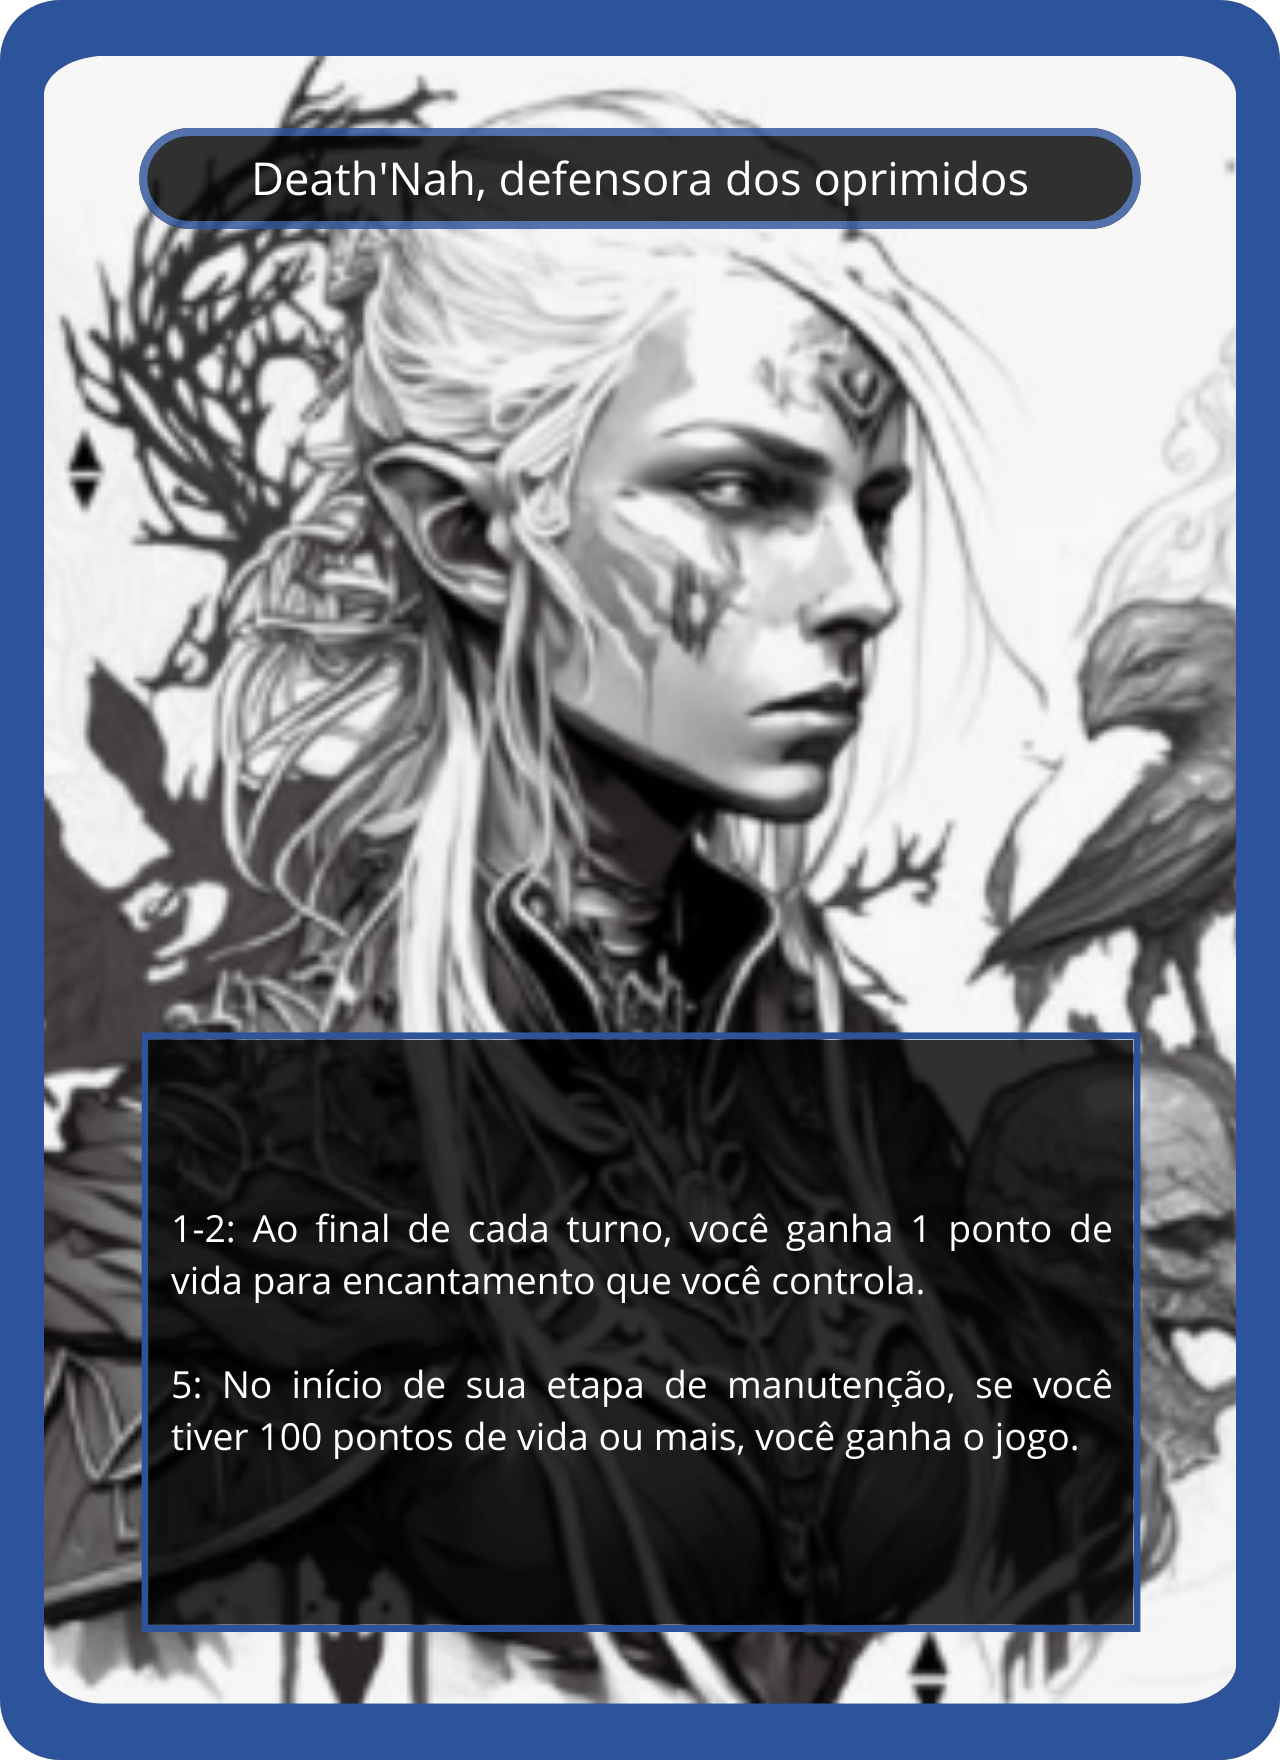 Death'Nah, defensora dos oprimidos
1-2: Ao final de cada turno, você ganha 1 ponto de
vida para encantamento que você controla.
5: No início de sua etapa de manutenção, se você
tiver 100 pontos de vida ou mais, você ganha o jogo.